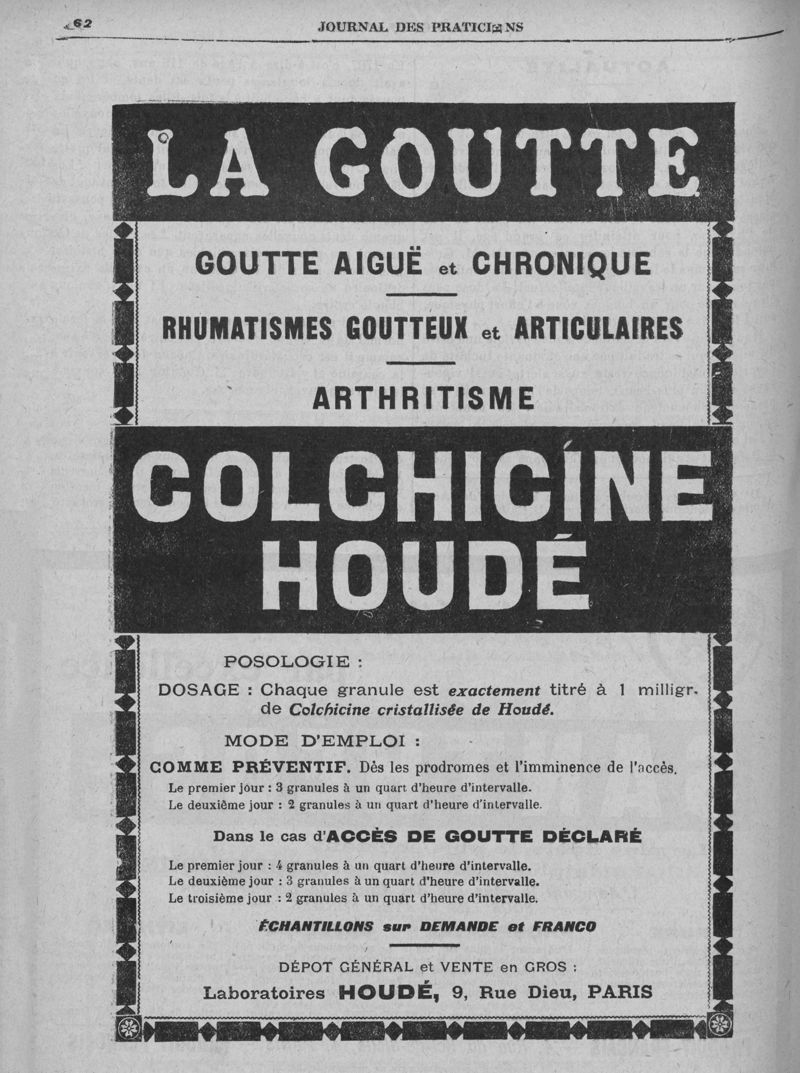 62
JOURNAL DES PRATICIENS
LA GOUTTE
GOUTTE AIGUË et CHRONIQUE
RHUMATISMES GOUTTEUX et ARTICULAIRES
ARTHRITISME
COLCHICINE
HOUDÉ
POSOLOGIE :
DOSAGE : Chaque granule est exactement titré à 1 milligr.
de Colchicine cristallisée de Houdé.
MODE D'EMPLOI :
COMME PRÉVENTIF. Dès les prodromes et l'imminence de l'accès.
Le premier jour : 3 granules à un quart d'heure d'intervalle.
Le deuxième jour : 2 granules à un quart d'heure d'intervalle.
Dans le cas d'ACCÈS DE GOUTTE DÉCLARÉ
Le premier jour : 4 granules à un quart d'heure d'intervalle.
Le deuxième jour : 3 granules à un quart d'heure d'intervalle.
Le troisième jour : 2 granules à un quart d'heure d'intervalle.
ÉCHANTILLONS sur DEMANDE et FRANCO
DÉPOT GÉNÉRAL et VENTE en GROS :
Laboratoires HOUDÉ, 9, Rue Dieu, PARIS